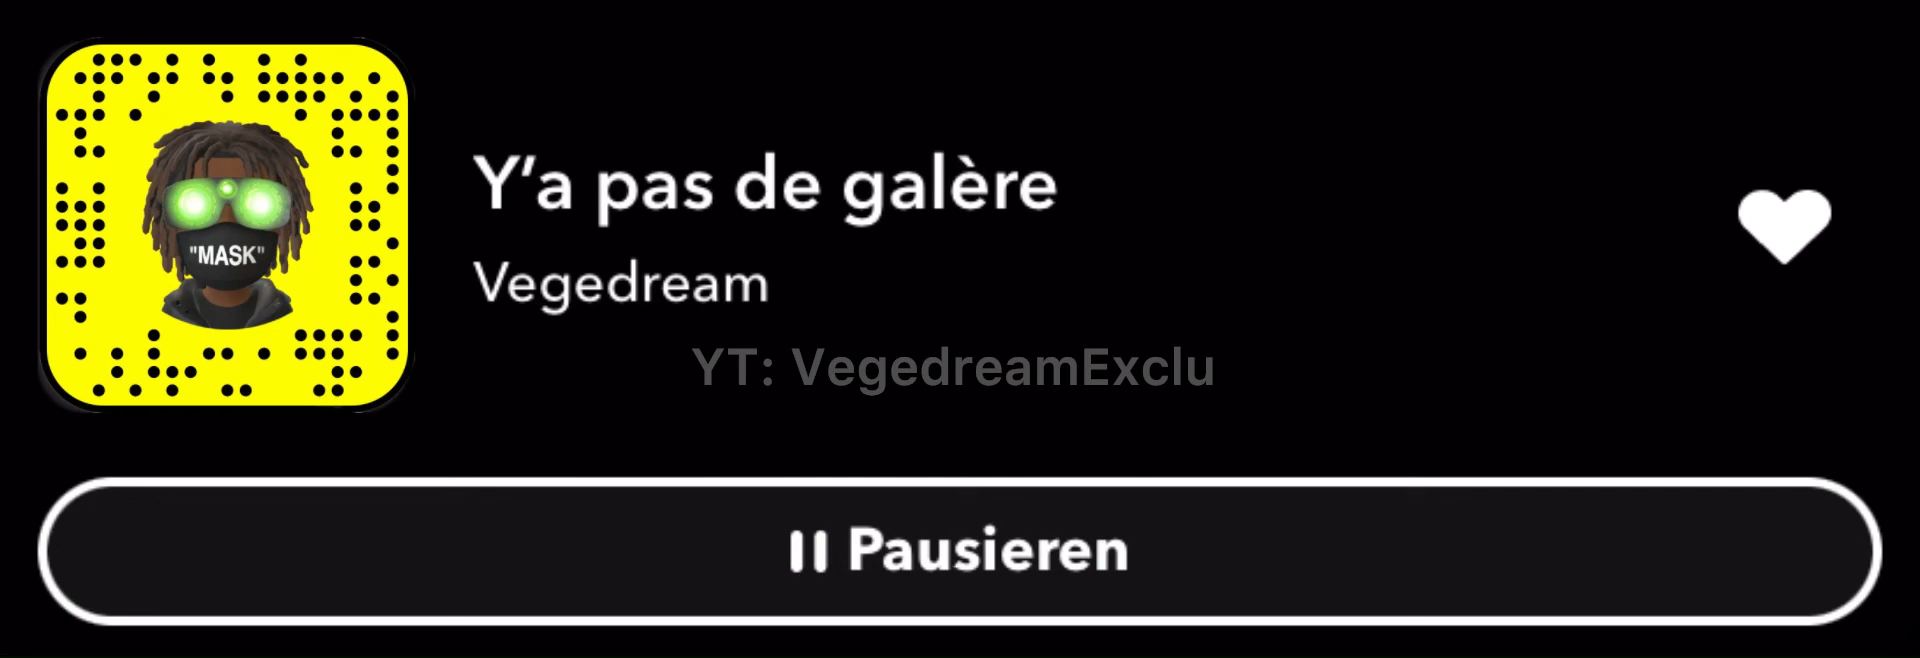 "MASK"
Y’a pas de galère
Vegedream
YT: VegedreamExclu
Pausieren